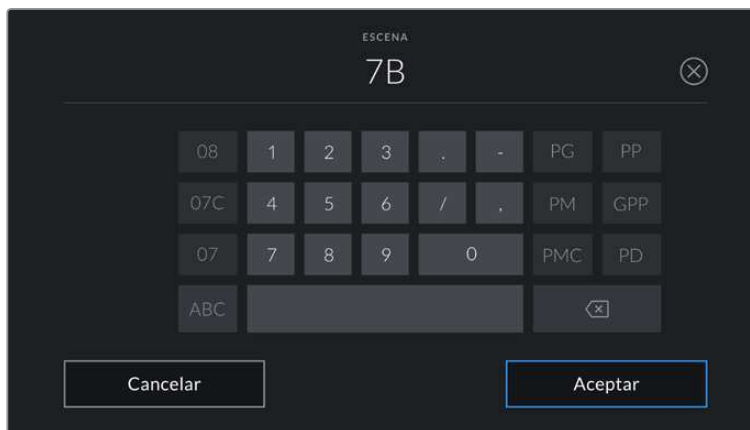 ESCENA
7B
08 1 2 3 . - PG PP
07C 4 5 6 / , PM GPP
07 7 8 9 0 PMC PD
ABC
Cancelar Aceptar